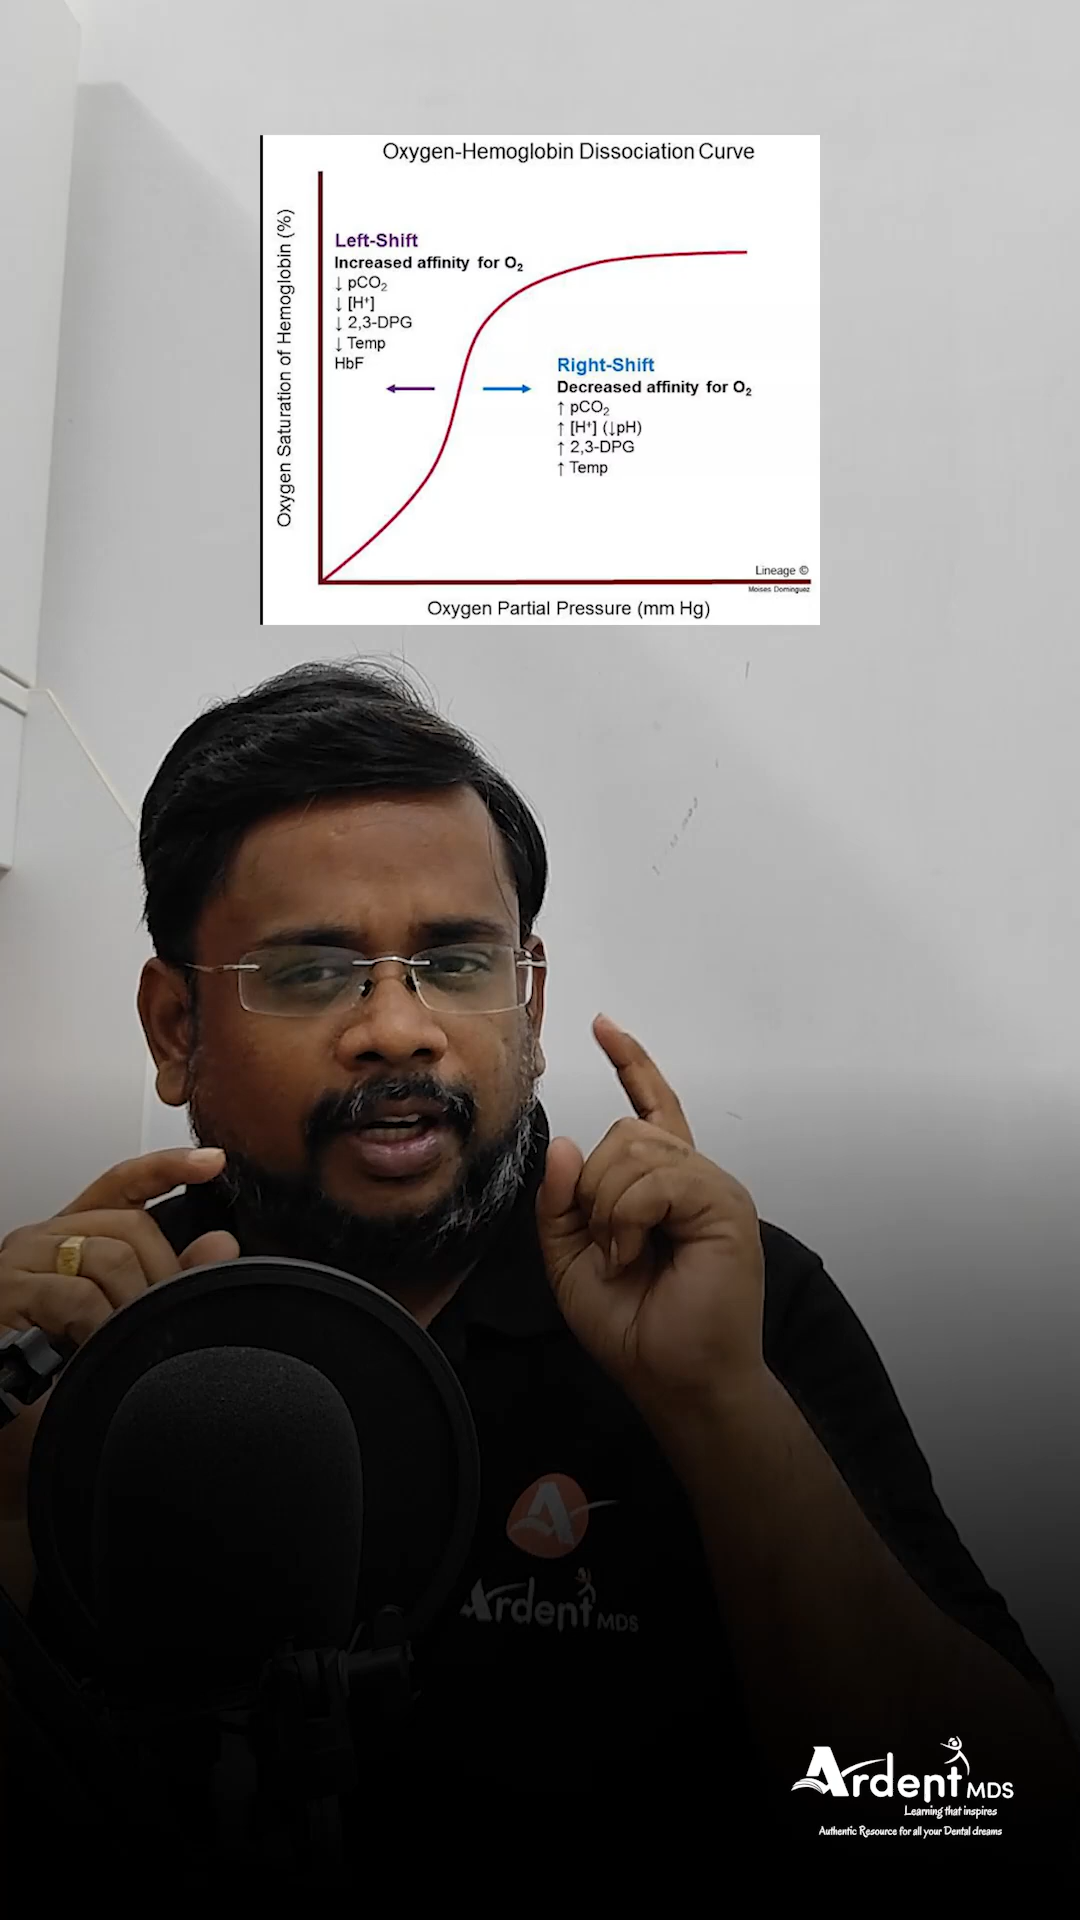 Oxygen-Hemoglobin Dissociation Curve
Oxygen Saturation of Hemoglobin (%)
Left-Shift
Increased affinity for O₂
↓ pCO₂
↓ [H⁺]
↓ 2,3-DPG
↓ Temp
HbF
Right-Shift
Decreased affinity for O₂
↑ pCO₂
↑ [H⁺] (↓pH)
↑ 2,3-DPG
↑ Temp
Lineage ©
Moises Dominguez
Oxygen Partial Pressure (mm Hg)
A
Ardent MDS
Ardent MDS
Learning that inspires
Authentic Resource for all your Dental dreams